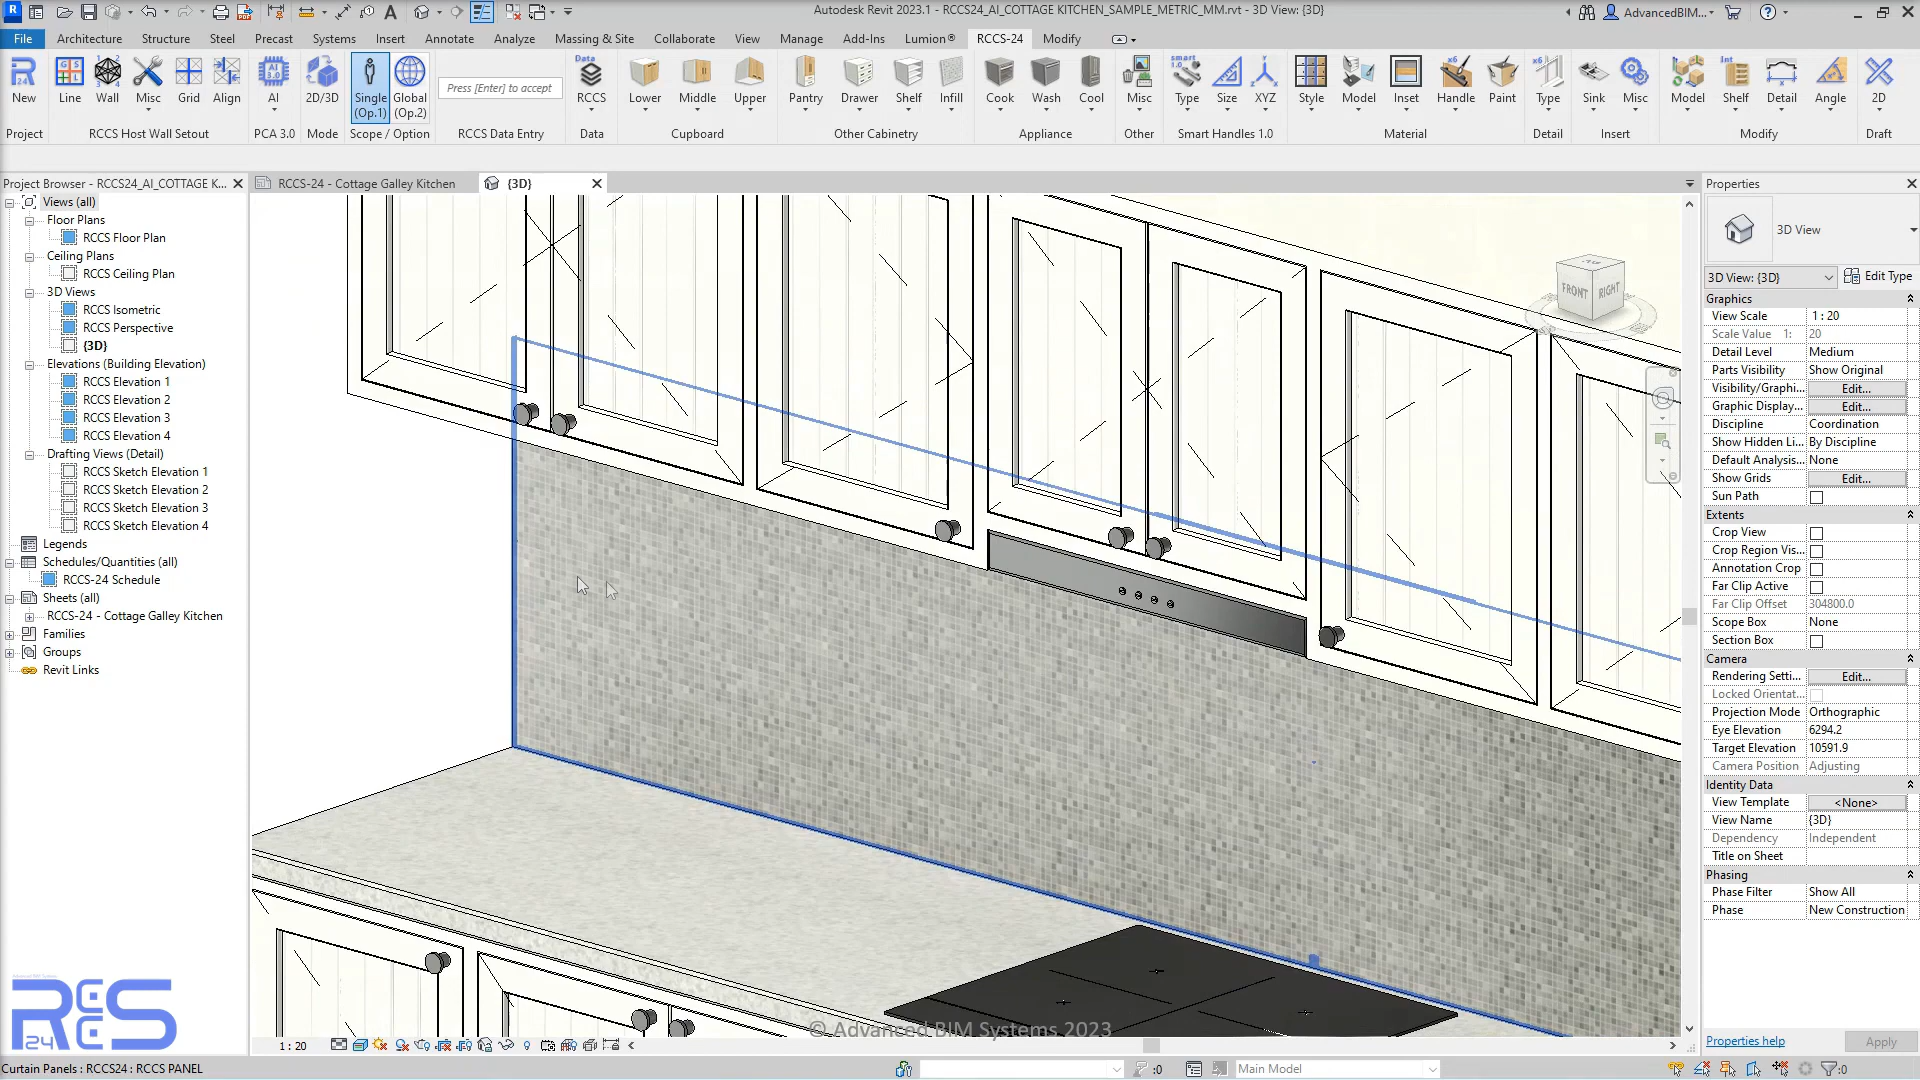 Autodesk Revit 2023.1 - RCCS24_AI_COTTAGE KITCHEN_SAMPLE_METRIC_MM.rvt - 3D View: {3D}
AdvancedBIM...
File Architecture Structure Steel Precast Systems Insert Annotate Analyze Massing & Site Collaborate View Manage Add-Ins Lumion® RCCS-24 Modify
New Line Wall Misc Grid Align AI 2D/3D Single (Op.1) Global (Op.2) Press [Enter] to accept RCCS Lower Middle Upper Pantry Drawer Shelf Infill Cook Wash Cool Misc Type Size XYZ Style Model Inset Handle Paint Type Sink Misc Model Shelf Detail Angle 2D
Project RCCS Host Wall Setout PCA 3.0 Mode Scope / Option RCCS Data Entry Data Cupboard Other Cabinetry Appliance Other Smart Handles 1.0 Material Detail Insert Modify Draft
Project Browser - RCCS24_AI_COTTAGE K...
RCCS-24 - Cottage Galley Kitchen
{3D}
Properties
Views (all)
Floor Plans
RCCS Floor Plan
Ceiling Plans
RCCS Ceiling Plan
3D Views
RCCS Isometric
RCCS Perspective
{3D}
Elevations (Building Elevation)
RCCS Elevation 1
RCCS Elevation 2
RCCS Elevation 3
RCCS Elevation 4
Drafting Views (Detail)
RCCS Sketch Elevation 1
RCCS Sketch Elevation 2
RCCS Sketch Elevation 3
RCCS Sketch Elevation 4
Legends
Schedules/Quantities (all)
RCCS-24 Schedule
Sheets (all)
RCCS-24 - Cottage Galley Kitchen
Families
Groups
Revit Links
FRONT RIGHT
3D View
3D View: {3D} Edit Type
Graphics
View Scale 1 : 20
Scale Value 1: 20
Detail Level Medium
Parts Visibility Show Original
Visibility/Graphi... Edit...
Graphic Display... Edit...
Discipline Coordination
Show Hidden Li... By Discipline
Default Analysis... None
Show Grids Edit...
Sun Path
Extents
Crop View
Crop Region Vis...
Annotation Crop
Far Clip Active
Far Clip Offset 304800.0
Scope Box None
Section Box
Camera
Rendering Setti... Edit...
Locked Orientat...
Projection Mode Orthographic
Eye Elevation 6294.2
Target Elevation 10591.9
Camera Position Adjusting
Identity Data
View Template <None>
View Name {3D}
Dependency Independent
Title on Sheet
Phasing
Phase Filter Show All
Phase New Construction
Properties help Apply
RCCS
24
© Advanced BIM Systems 2023
1 : 20
Curtain Panels : RCCS24 : RCCS PANEL
:0
Main Model
:0